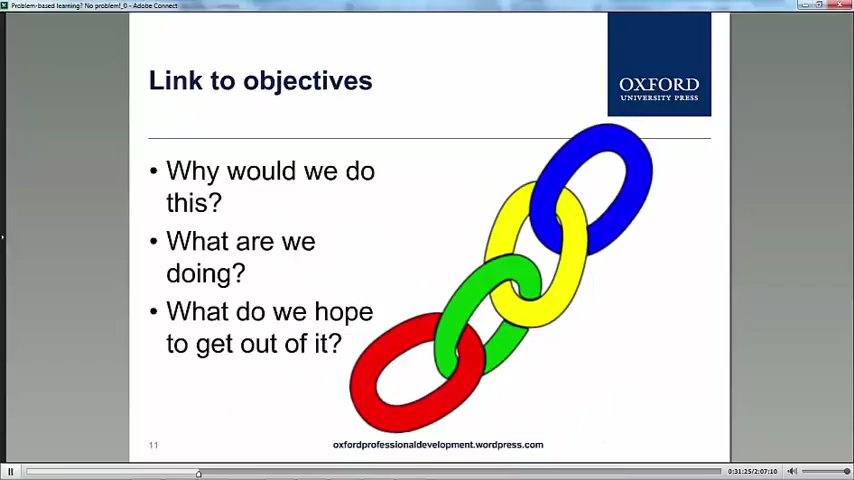 Problem-based learning? No problem!_0 - Adobe Connect
Link to objectives
OXFORD
UNIVERSITY PRESS
• Why would we do
this?
• What are we
doing?
• What do we hope
to get out of it?
11
oxfordprofessionaldevelopment.wordpress.com
0:31:25/2:07:10